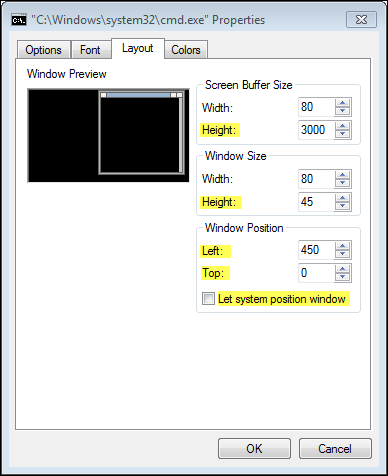 "C:\Windows\system32\cmd.exe" Properties
Options Font Layout Colors
Window Preview
Screen Buffer Size
Width: 80
Height: 3000
Window Size
Width: 80
Height: 45
Window Position
Left: 450
Top: 0
Let system position window
OK Cancel